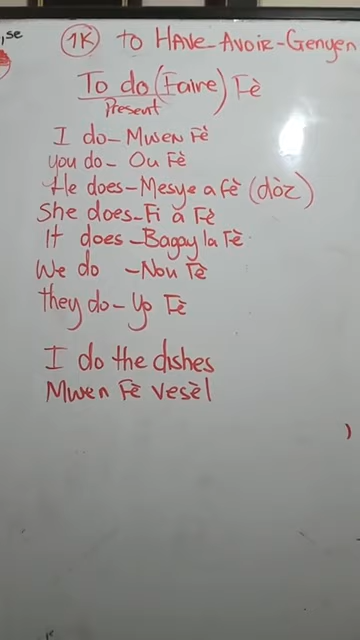 ,se
1K TO HAVE-AVOIR-Genyen
To do (Faire) Fè
Present
I do-Mwen Fè
you do- Ou Fè
He does-Mesye a fè (dòz)
She does-Fi a Fè
It does-Bagay la Fè
We do -Nou Fè
they do-Yo Fè
I do the dishes
Mwen Fè vesèl
)